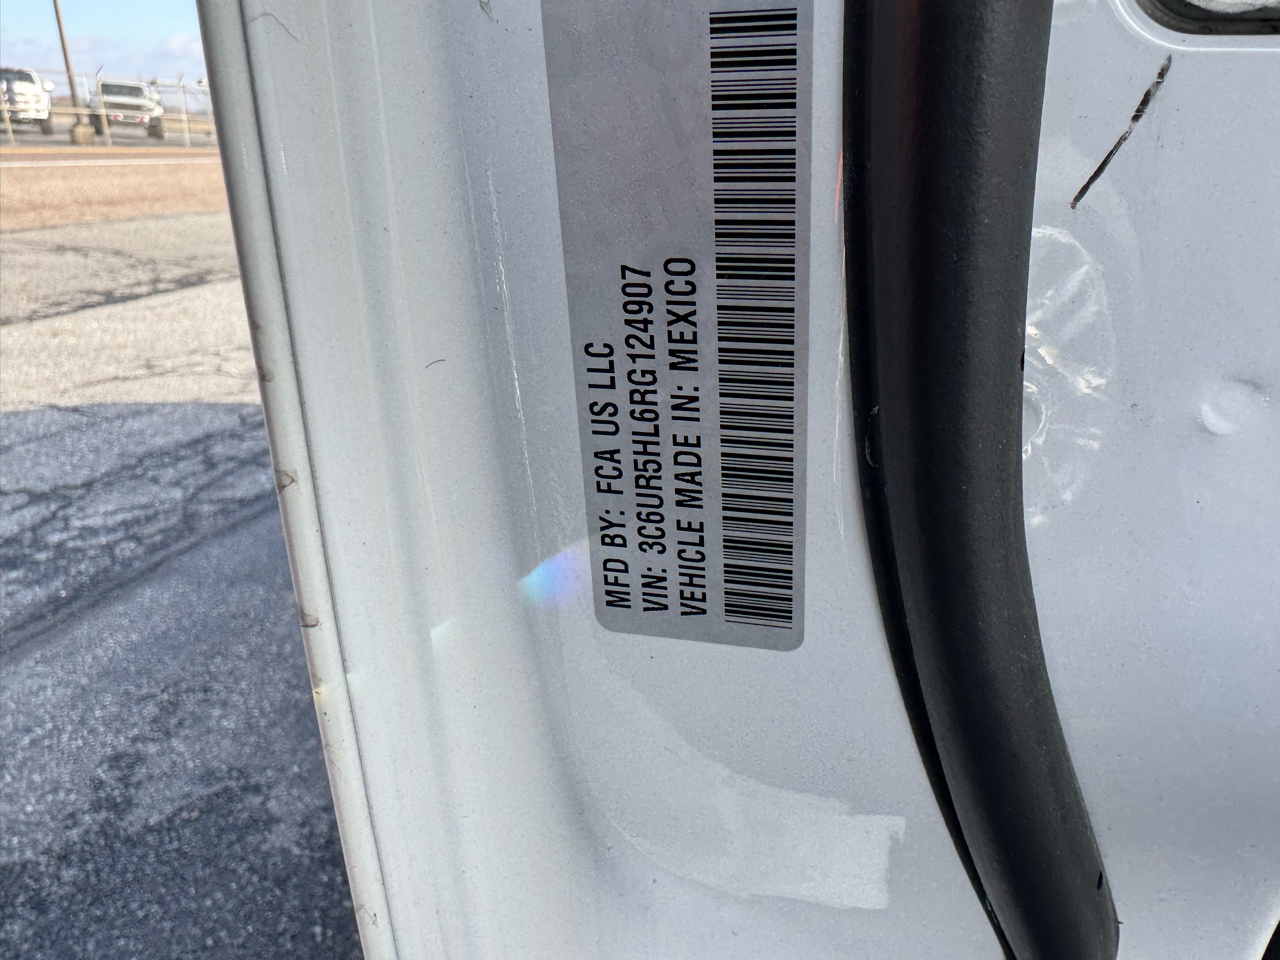 MFD BY: FCA US LLC
VIN: 3C6UR5HL6RG124907
VEHICLE MADE IN: MEXICO